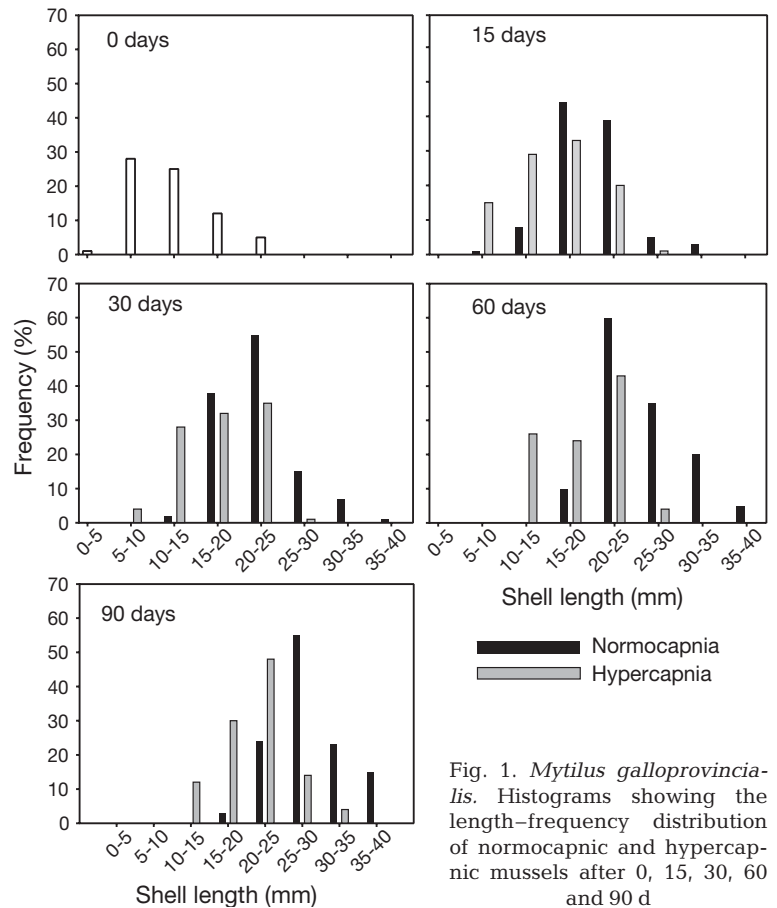 70
60
50
40
30
20
10
0
0 days
15 days
70
60
50
40
30
20
10
0
30 days
60 days
Frequency (%)
0-5 5-10 10-15 15-20 20-25 25-30 30-35 35-40
0-5 5-10 10-15 15-20 20-25 25-30 30-35 35-40
Shell length (mm)
70
60
50
40
30
20
10
0
90 days
0-5 5-10 10-15 15-20 20-25 25-30 30-35 35-40
Shell length (mm)
Normocapnia
Hypercapnia
Fig. 1. Mytilus galloprovincia-
lis. Histograms showing the
length–frequency distribution
of normocapnic and hypercap-
nic mussels after 0, 15, 30, 60
and 90 d